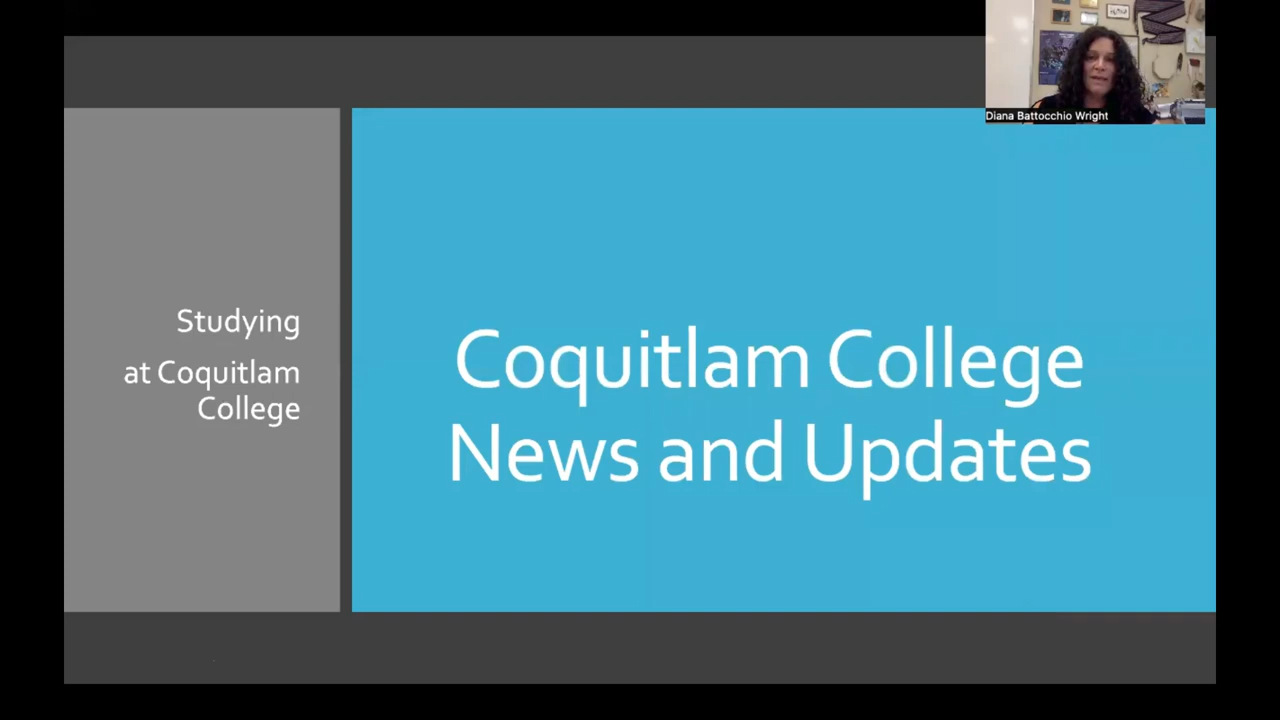 Diana Battocchio Wright
Studying
at Coquitlam
College
Coquitlam College
News and Updates